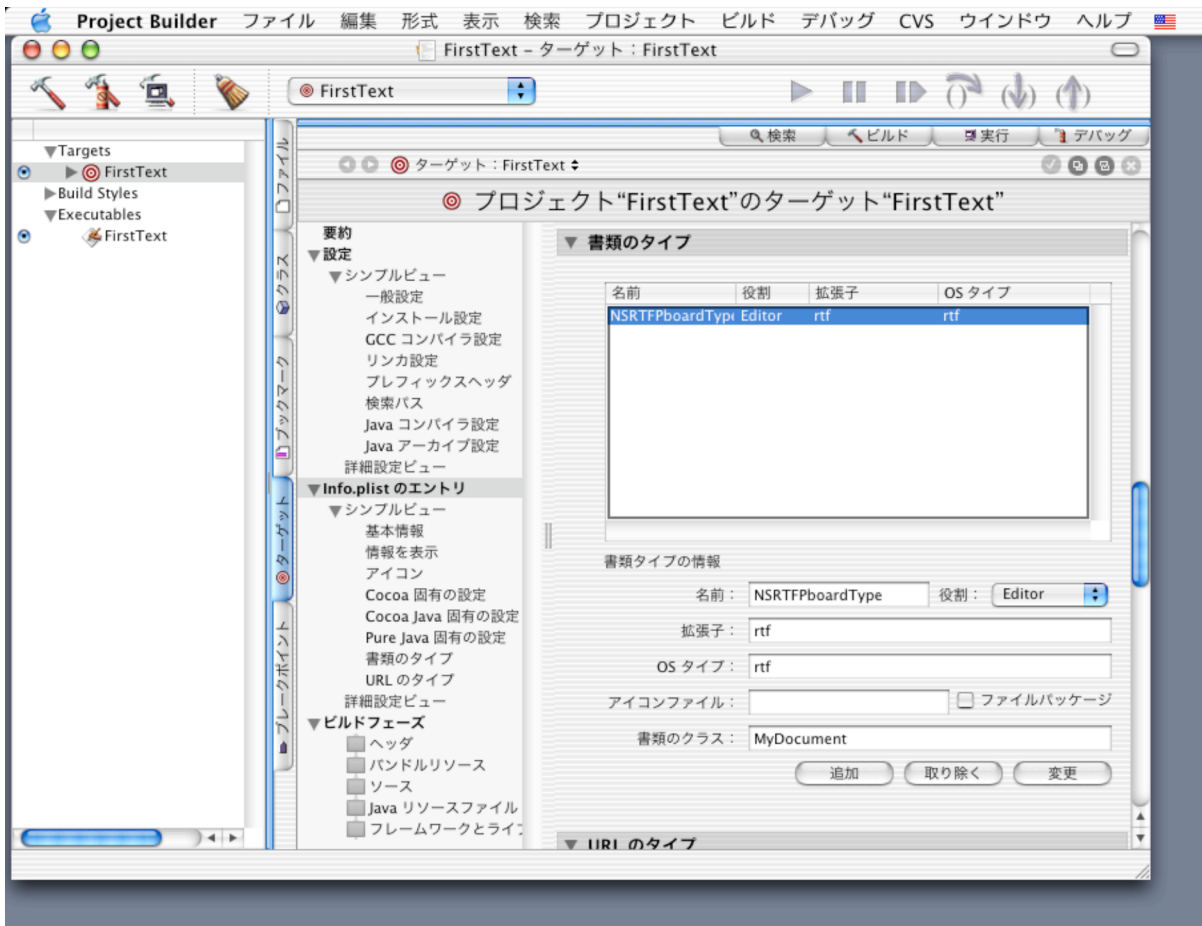 Project Builder ファイル 編集 形式 表示 検索 プロジェクト ビルド デバッグ CVS ウインドウ ヘルプ
FirstText – ターゲット：FirstText
FirstText
検索 ビルド 実行 デバッグ
Targets
FirstText
Build Styles
Executables
FirstText
ファイル
クラス
ブックマーク
ターゲット
ブレークポイント
ターゲット：FirstText
プロジェクト“FirstText”のターゲット“FirstText”
要約
設定
シンプルビュー
一般設定
インストール設定
GCC コンパイラ設定
リンカ設定
プレフィックスヘッダ
検索パス
Java コンパイラ設定
Java アーカイブ設定
詳細設定ビュー
Info.plist のエントリ
シンプルビュー
基本情報
情報を表示
アイコン
Cocoa 固有の設定
Cocoa Java 固有の設定
Pure Java 固有の設定
書類のタイプ
URL のタイプ
詳細設定ビュー
ビルドフェーズ
ヘッダ
バンドルリソース
ソース
Java リソースファイル
フレームワークとライ
書類のタイプ
名前 役割 拡張子 OS タイプ
NSRTFPboardType Editor rtf rtf
書類タイプの情報
名前： NSRTFPboardType 役割： Editor
拡張子： rtf
OS タイプ： rtf
アイコンファイル： ファイルパッケージ
書類のクラス： MyDocument
追加 取り除く 変更
URL のタイプ